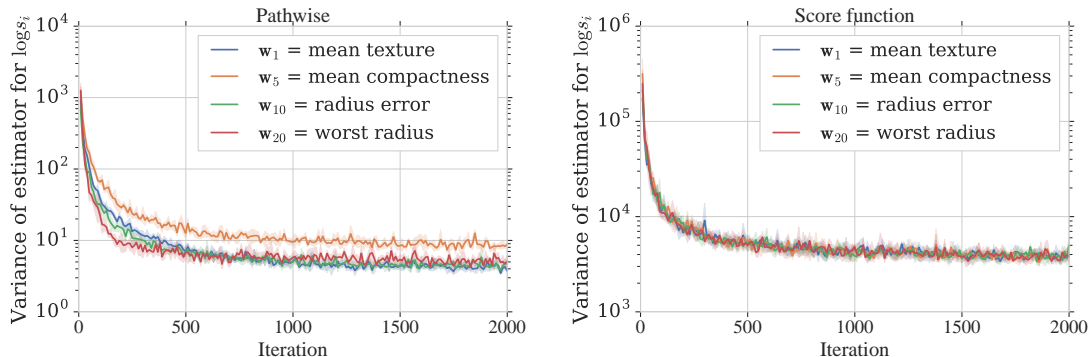 Pathwise
Variance of estimator for log s_i
10^4
10^3
10^2
10^1
10^0
w_1 = mean texture
w_5 = mean compactness
w_10 = radius error
w_20 = worst radius
0 500 1000 1500 2000
Iteration
Score function
Variance of estimator for log s_i
10^6
10^5
10^4
10^3
w_1 = mean texture
w_5 = mean compactness
w_10 = radius error
w_20 = worst radius
0 500 1000 1500 2000
Iteration